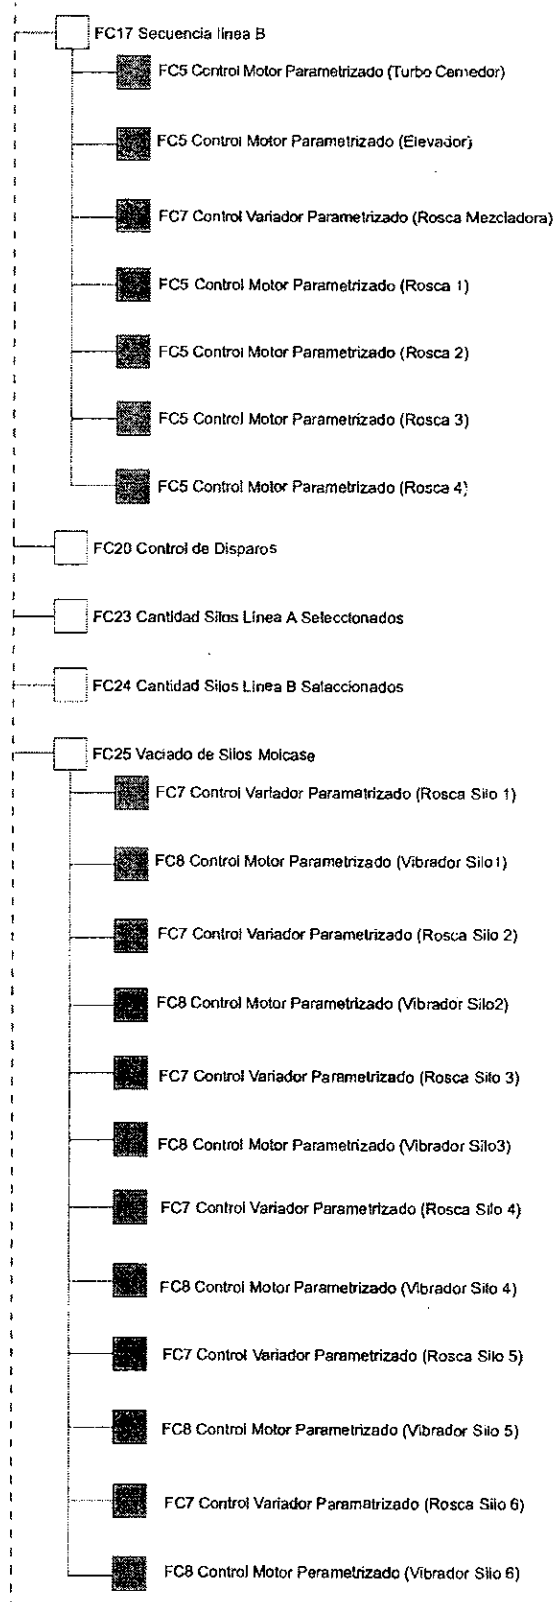 FC17 Secuencia línea B
FC5 Control Motor Parametrizado (Turbo Cernedor)
FC5 Control Motor Parametrizado (Elevador)
FC7 Control Variador Parametrizado (Rosca Mezcladora)
FC5 Control Motor Parametrizado (Rosca 1)
FC5 Control Motor Parametrizado (Rosca 2)
FC5 Control Motor Parametrizado (Rosca 3)
FC5 Control Motor Parametrizado (Rosca 4)
FC20 Control de Disparos
FC23 Cantidad Silos Línea A Seleccionados
FC24 Cantidad Silos Línea B Seleccionados
FC25 Vaciado de Silos Molcase
FC7 Control Variador Parametrizado (Rosca Silo 1)
FC8 Control Motor Parametrizado (Vibrador Silo1)
FC7 Control Variador Parametrizado (Rosca Silo 2)
FC8 Control Motor Parametrizado (Vibrador Silo2)
FC7 Control Variador Parametrizado (Rosca Silo 3)
FC8 Control Motor Parametrizado (Vibrador Silo3)
FC7 Control Variador Parametrizado (Rosca Silo 4)
FC8 Control Motor Parametrizado (Vibrador Silo 4)
FC7 Control Variador Parametrizado (Rosca Silo 5)
FC8 Control Motor Parametrizado (Vibrador Silo 5)
FC7 Control Variador Parametrizado (Rosca Silo 6)
FC8 Control Motor Parametrizado (Vibrador Silo 6)